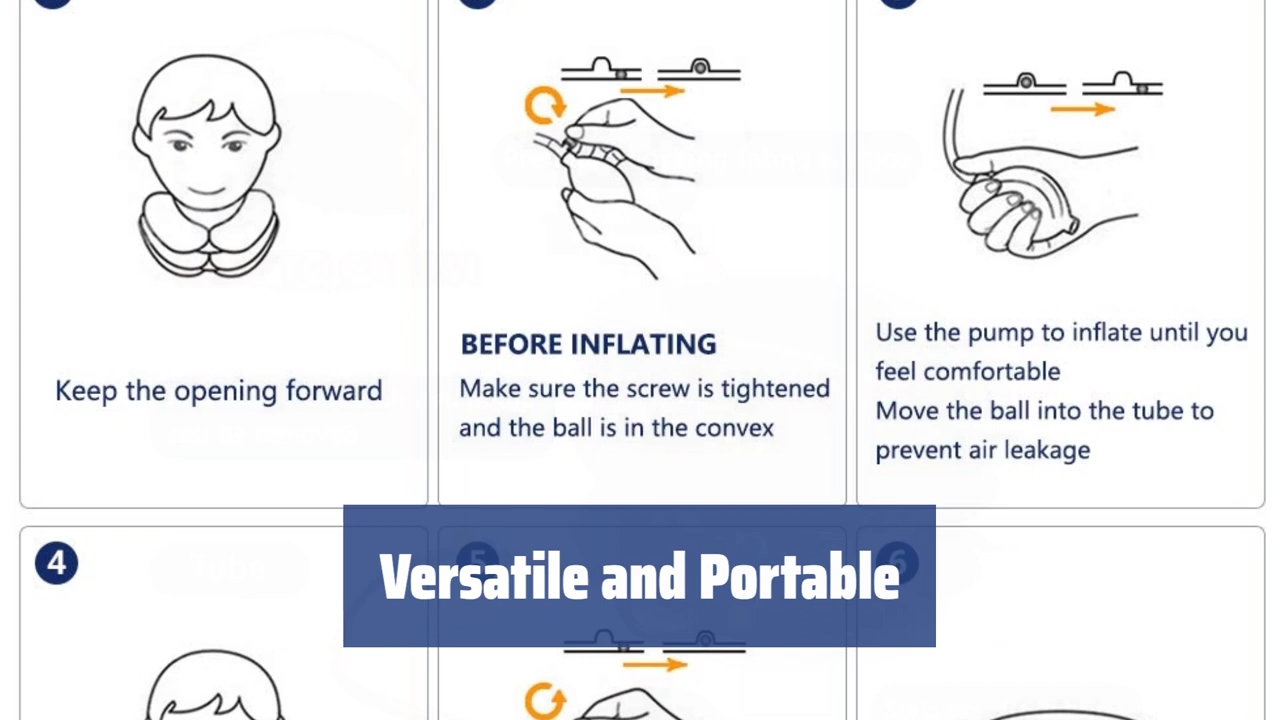 Keep the opening forward
BEFORE INFLATING
Make sure the screw is tightened
and the ball is in the convex
Use the pump to inflate until you
feel comfortable
Move the ball into the tube to
prevent air leakage
4
5
6
Versatile and Portable